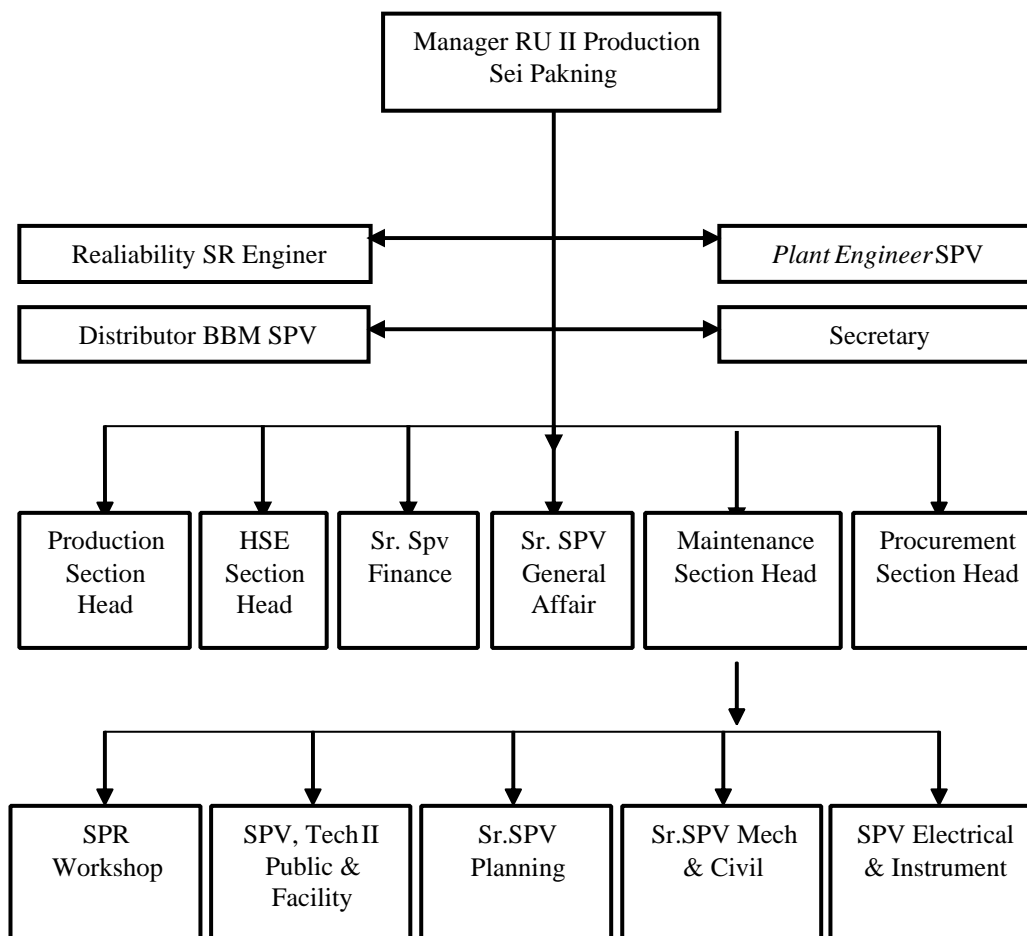 Manager RU II Production
Sei Pakning
Realiability SR Enginer
Plant Engineer SPV
Distributor BBM SPV
Secretary
Production
Section
Head
HSE
Section
Head
Sr. Spv
Finance
Sr. SPV
General
Affair
Maintenance
Section Head
Procurement
Section Head
SPR
Workshop
SPV, Tech II
Public &
Facility
Sr.SPV
Planning
Sr.SPV Mech
& Civil
SPV Electrical
& Instrument